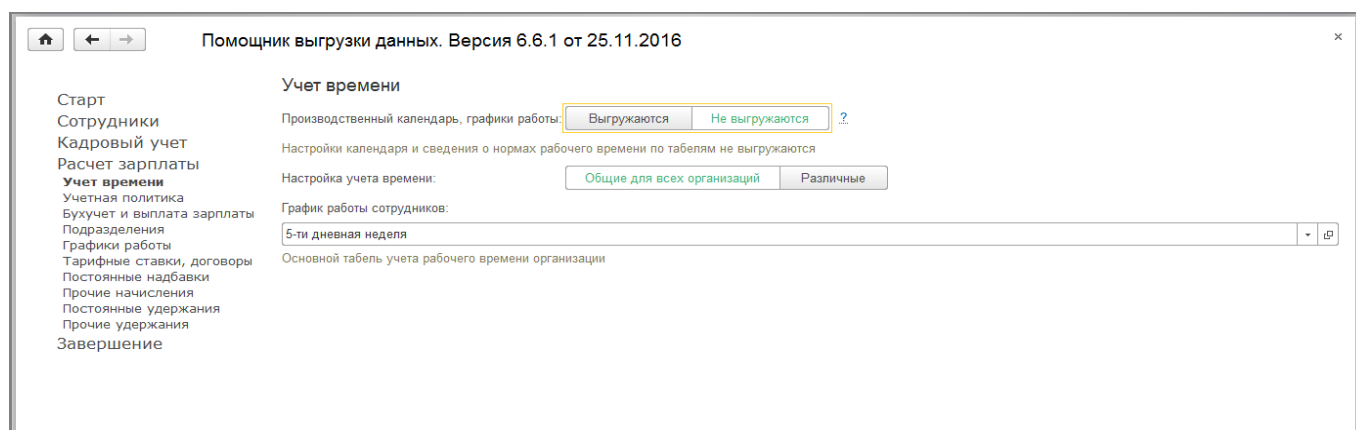 Помощник выгрузки данных. Версия 6.6.1 от 25.11.2016
Старт
Сотрудники
Кадровый учет
Расчет зарплаты
Учет времени
Учетная политика
Бухучет и выплата зарплаты
Подразделения
Графики работы
Тарифные ставки, договоры
Постоянные надбавки
Прочие начисления
Постоянные удержания
Прочие удержания
Завершение
Учет времени
Производственный календарь, графики работы: Выгружаются Не выгружаются ?
Настройки календаря и сведения о нормах рабочего времени по табелям не выгружаются
Настройка учета времени: Общие для всех организаций Различные
График работы сотрудников:
5-ти дневная неделя
Основной табель учета рабочего времени организации